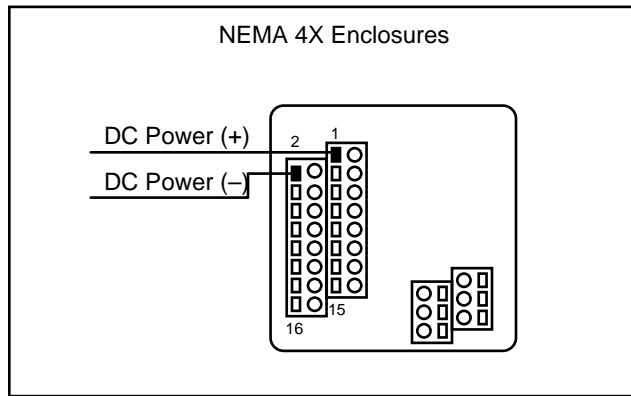 NEMA 4X Enclosures
DC Power (+)
2
1
DC Power (–)
15
16